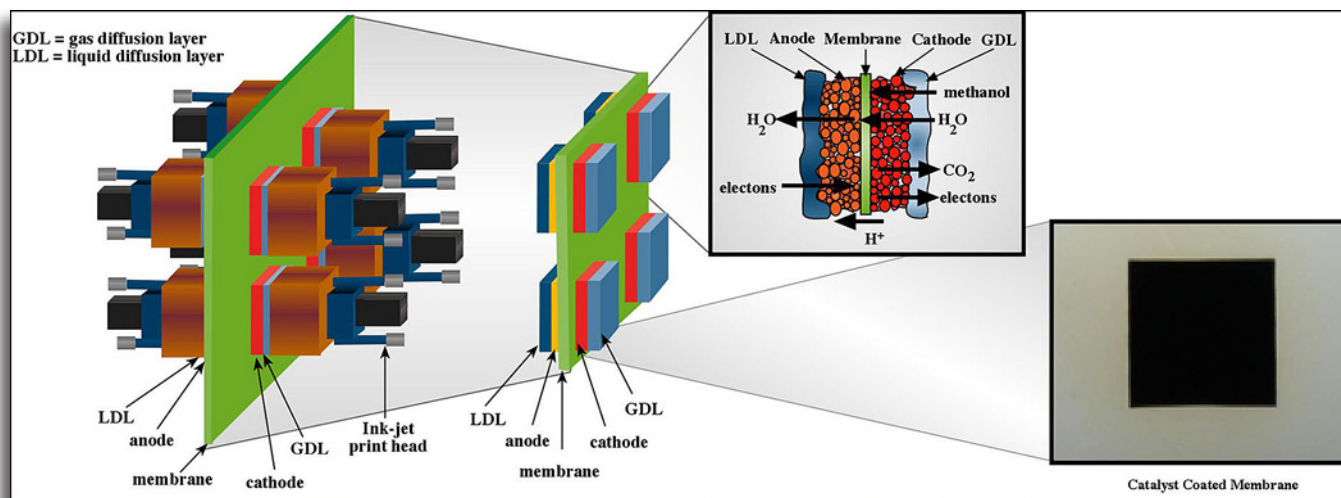 GDL = gas diffusion layer
LDL = liquid diffusion layer
LDL Anode Membrane Cathode GDL
methanol
H2O
H2O
CO2
electons
electons
H+
LDL
anode
membrane
cathode
GDL
Ink-jet
print head
LDL
anode
membrane
cathode
GDL
Catalyst Coated Membrane